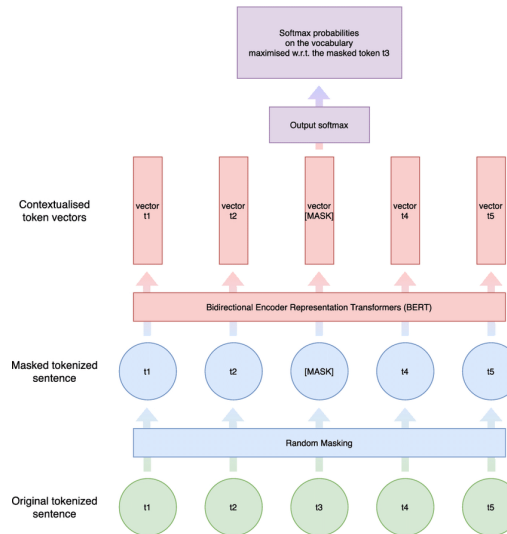 Softmax probabilities
on the vocabulary
maximised w.r.t. the masked token t3
Output softmax
Contextualised
token vectors
vector
t1
vector
t2
vector
[MASK]
vector
t4
vector
t5
Bidirectional Encoder Representation Transformers (BERT)
Masked tokenized
sentence
t1
t2
[MASK]
t4
t5
Random Masking
Original tokenized
sentence
t1
t2
t3
t4
t5